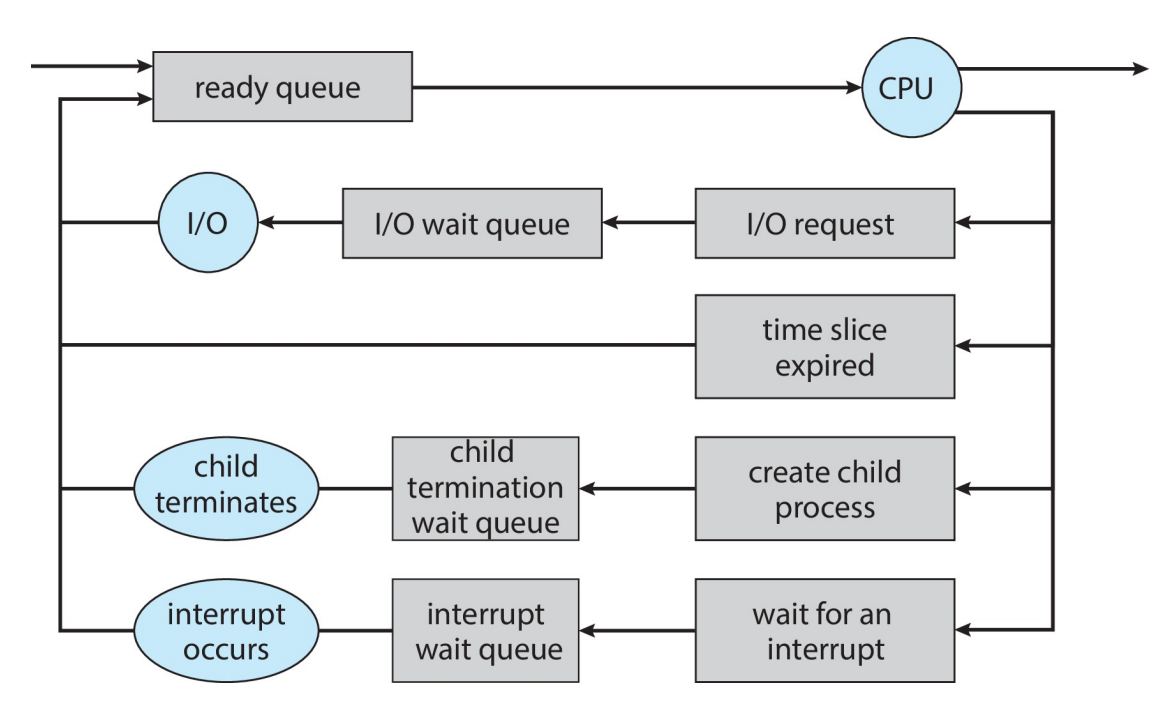 ready queue
CPU
I/O
I/O wait queue
I/O request
time slice
expired
child
terminates
child
termination
wait queue
create child
process
interrupt
occurs
interrupt
wait queue
wait for an
interrupt